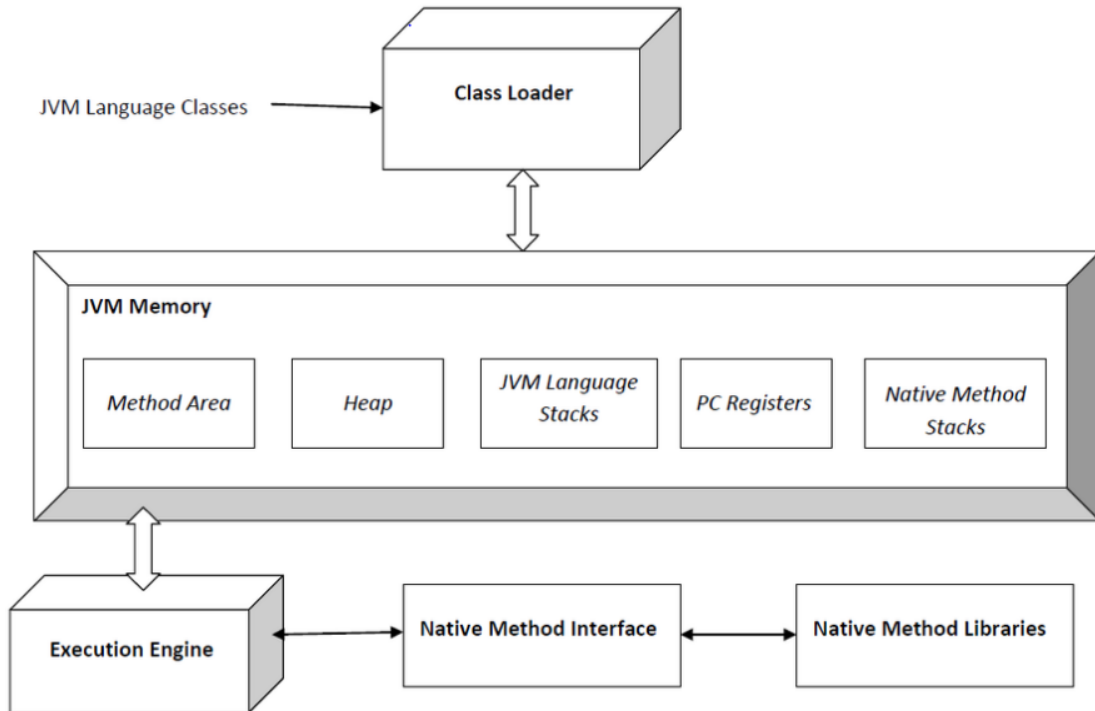 Class Loader
JVM Language Classes
JVM Memory
Method Area
Heap
JVM Language
Stacks
PC Registers
Native Method
Stacks
Execution Engine
Native Method Interface
Native Method Libraries